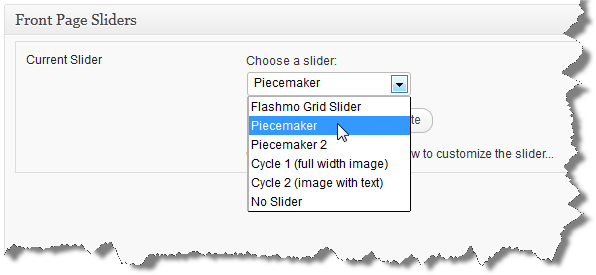 Front Page Sliders
Current Slider
Choose a slider:
Piecemaker
Flashmo Grid Slider
Piecemaker
Piecemaker 2
Cycle 1 (full width image)
Cycle 2 (image with text)
No Slider
to customize the slider...